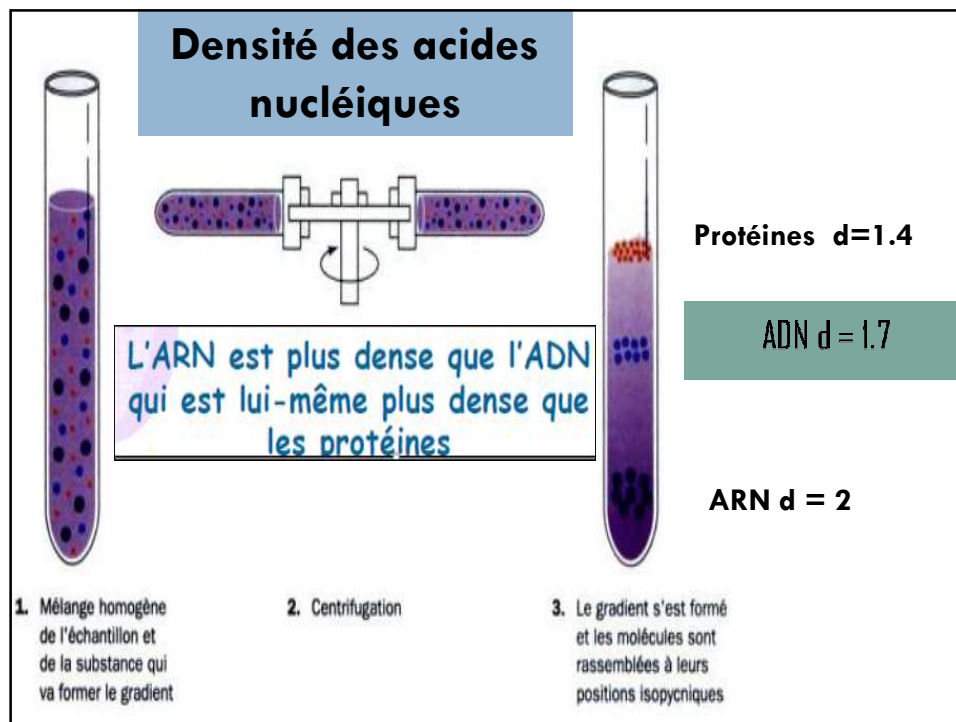 Densité des acides
nucléiques
Protéines d=1.4
ADN d = 1.7
L'ARN est plus dense que l'ADN
qui est lui-même plus dense que
les protéines
ARN d = 2
1. Mélange homogène
de l'échantillon et
de la substance qui
va former le gradient
2. Centrifugation
3. Le gradient s'est formé
et les molécules sont
rassemblées à leurs
positions isopycniques